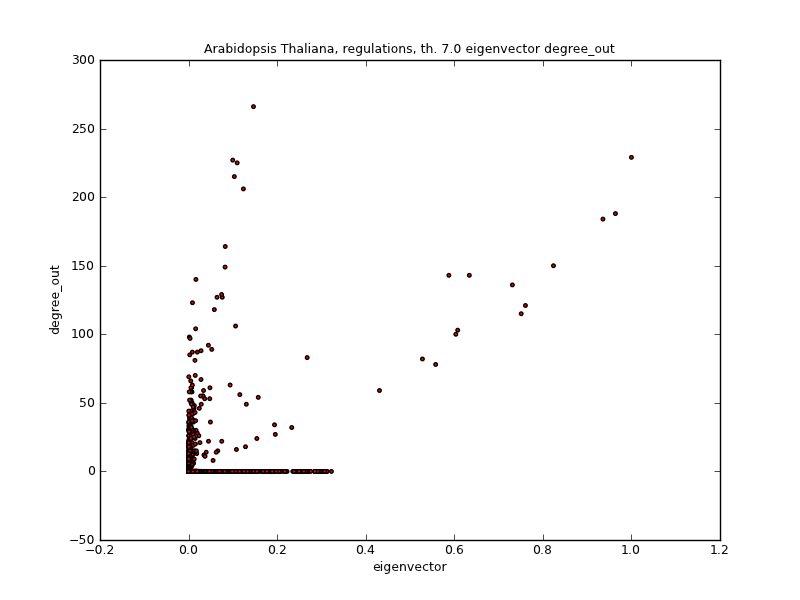 Arabidopsis Thaliana, regulations, th. 7.0 eigenvector degree_out
300
250
200
150
100
50
0
−50
degree_out
−0.2 0.0 0.2 0.4 0.6 0.8 1.0 1.2
eigenvector